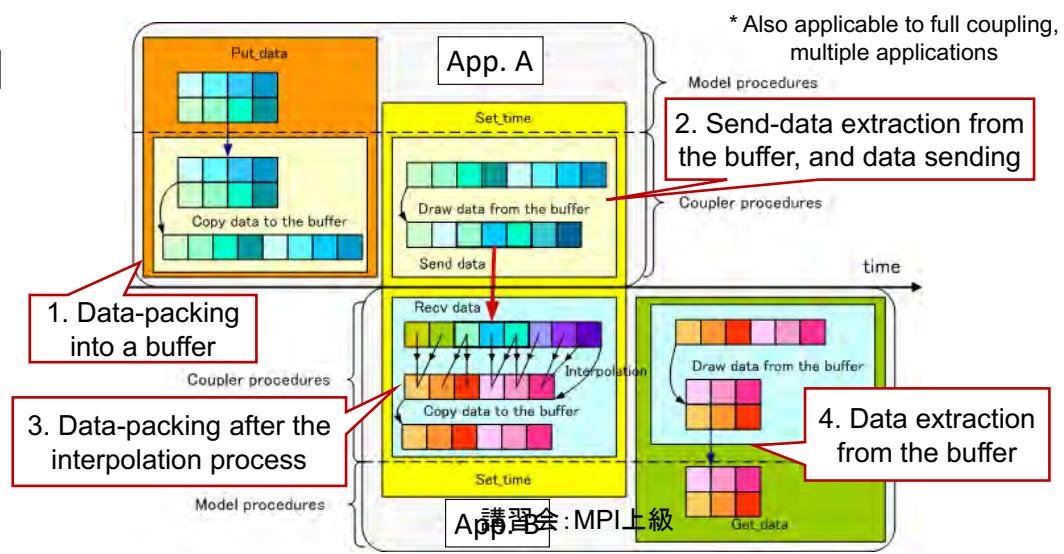 * Also applicable to full coupling,
multiple applications
Put_data
App. A
Model procedures
Set_time
2. Send-data extraction from
the buffer, and data sending
Copy data to the buffer
Draw data from the buffer
Coupler procedures
Send data
time
1. Data-packing
into a buffer
Recv data
Interpolation
Draw data from the buffer
Coupler procedures
Copy data to the buffer
3. Data-packing after the
interpolation process
4. Data extraction
from the buffer
Set_time
Model procedures
App. B
講習会：MPI上級
Get_data